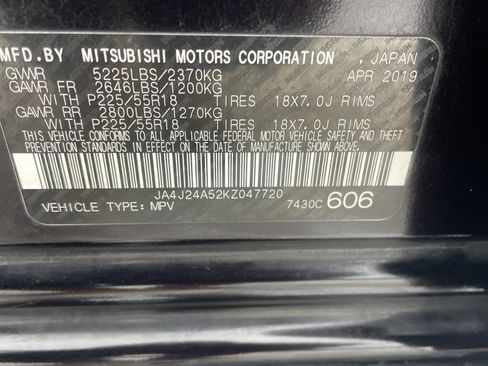 MFD.BY MITSUBISHI MOTORS CORPORATION , JAPAN
GVWR 5225LBS/2370KG APR 2019
GAWR FR 2646LBS/1200KG
WITH P225/55R18 TIRES 18X7.0J RIMS
GAWR RR 2800LBS/1270KG
WITH P225/55R18 TIRES 18X7.0J RIMS
THIS VEHICLE CONFORMS TO ALL APPLICABLE FEDERAL MOTOR VEHICLE SAFETY AND THEFT
PREVENTION STANDARDS IN EFFECT ON THE DATE OF MANUFACTURE SHOWN ABOVE.
JA4J24A52KZ047720
VEHICLE TYPE: MPV 7430C 606